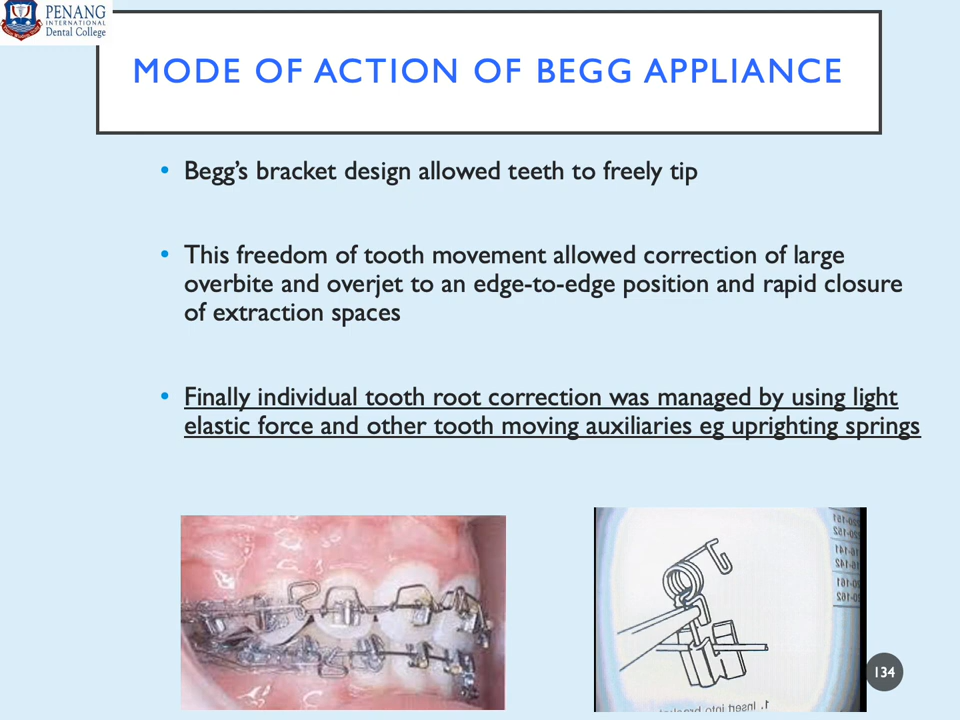 PENANG
INTERNATIONAL
Dental College
MODE OF ACTION OF BEGG APPLIANCE
• Begg’s bracket design allowed teeth to freely tip
• This freedom of tooth movement allowed correction of large
overbite and overjet to an edge-to-edge position and rapid closure
of extraction spaces
• Finally individual tooth root correction was managed by using light
elastic force and other tooth moving auxiliaries eg uprighting springs
1. Insert into
134